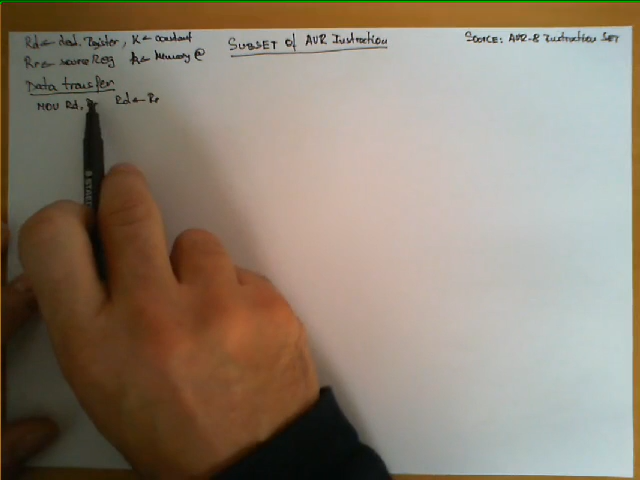 Rd ← dest. register, K ← constant
SUBSET of AVR Instruction
SOURCE: AVR-8 Instruction SET
Rr ← source Reg k ← Memory @
Data transfer
MOV Rd, Rd ← Rr